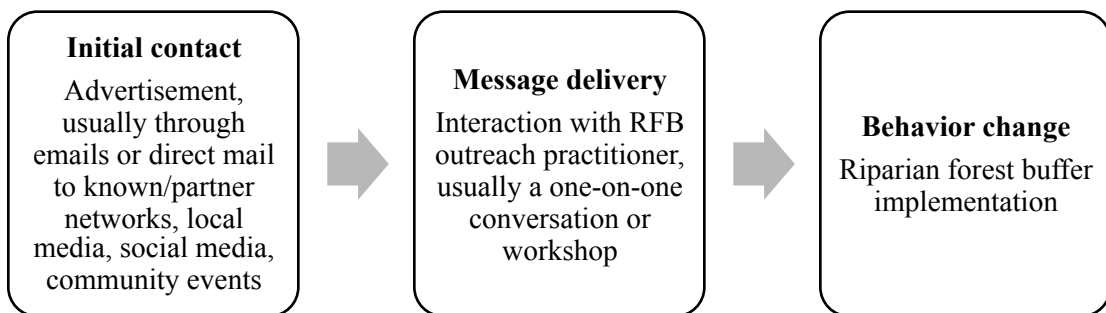 Initial contact
Advertisement,
usually through
emails or direct mail
to known/partner
networks, local
media, social media,
community events
Message delivery
Interaction with RFB
outreach practitioner,
usually a one-on-one
conversation or
workshop
Behavior change
Riparian forest buffer
implementation